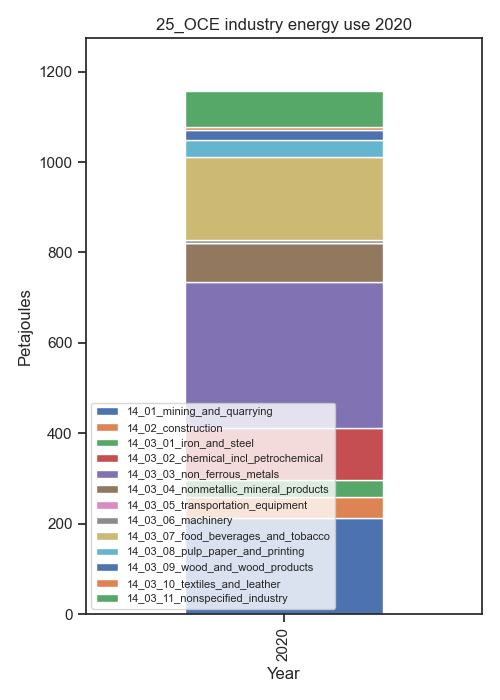 25_OCE industry energy use 2020
1200
1000
800
600
400
200
0
Petajoules
14_01_mining_and_quarrying
14_02_construction
14_03_01_iron_and_steel
14_03_02_chemical_incl_petrochemical
14_03_03_non_ferrous_metals
14_03_04_nonmetallic_mineral_products
14_03_05_transportation_equipment
14_03_06_machinery
14_03_07_food_beverages_and_tobacco
14_03_08_pulp_paper_and_printing
14_03_09_wood_and_wood_products
14_03_10_textiles_and_leather
14_03_11_nonspecified_industry
2020
Year